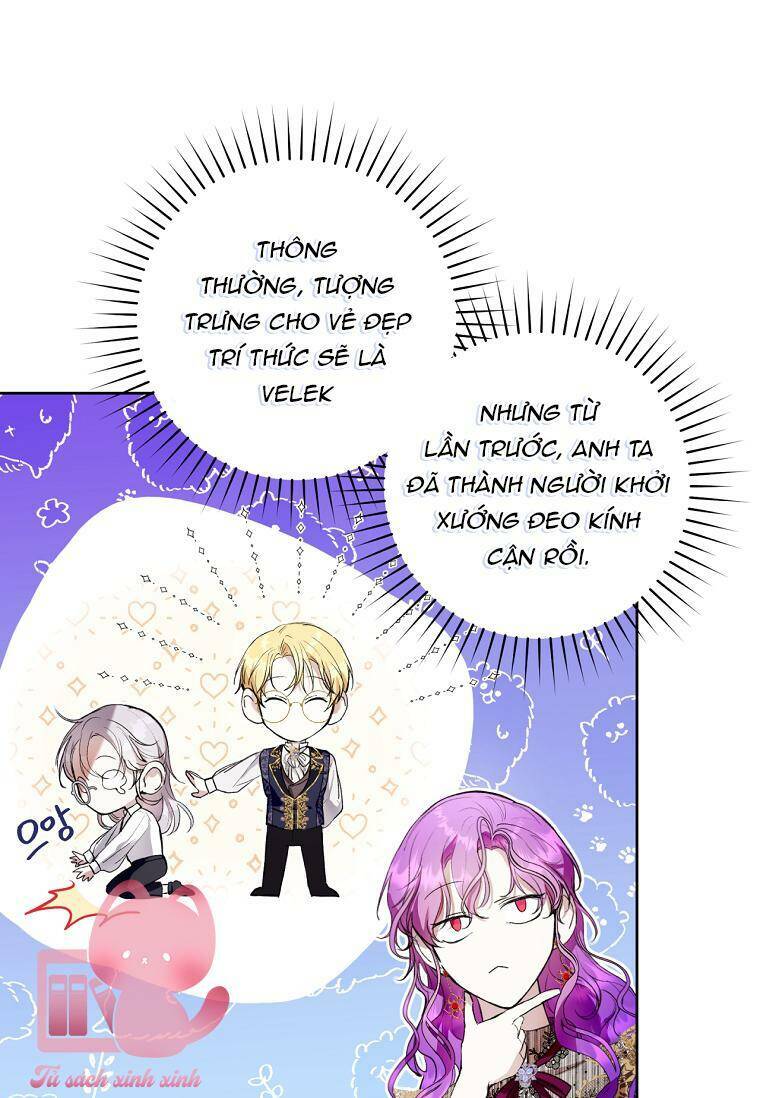 THÔNG
THƯỜNG, TƯỢNG
TRƯNG CHO VẺ ĐẸP
TRÍ THỨC SẼ LÀ
VELEK
NHƯNG TỪ
LẦN TRƯỚC, ANH TA
ĐÃ THÀNH NGƯỜI KHỞI
XƯỚNG ĐEO KÍNH
CẬN RỒI.
으앙
Tủ sách xinh xinh